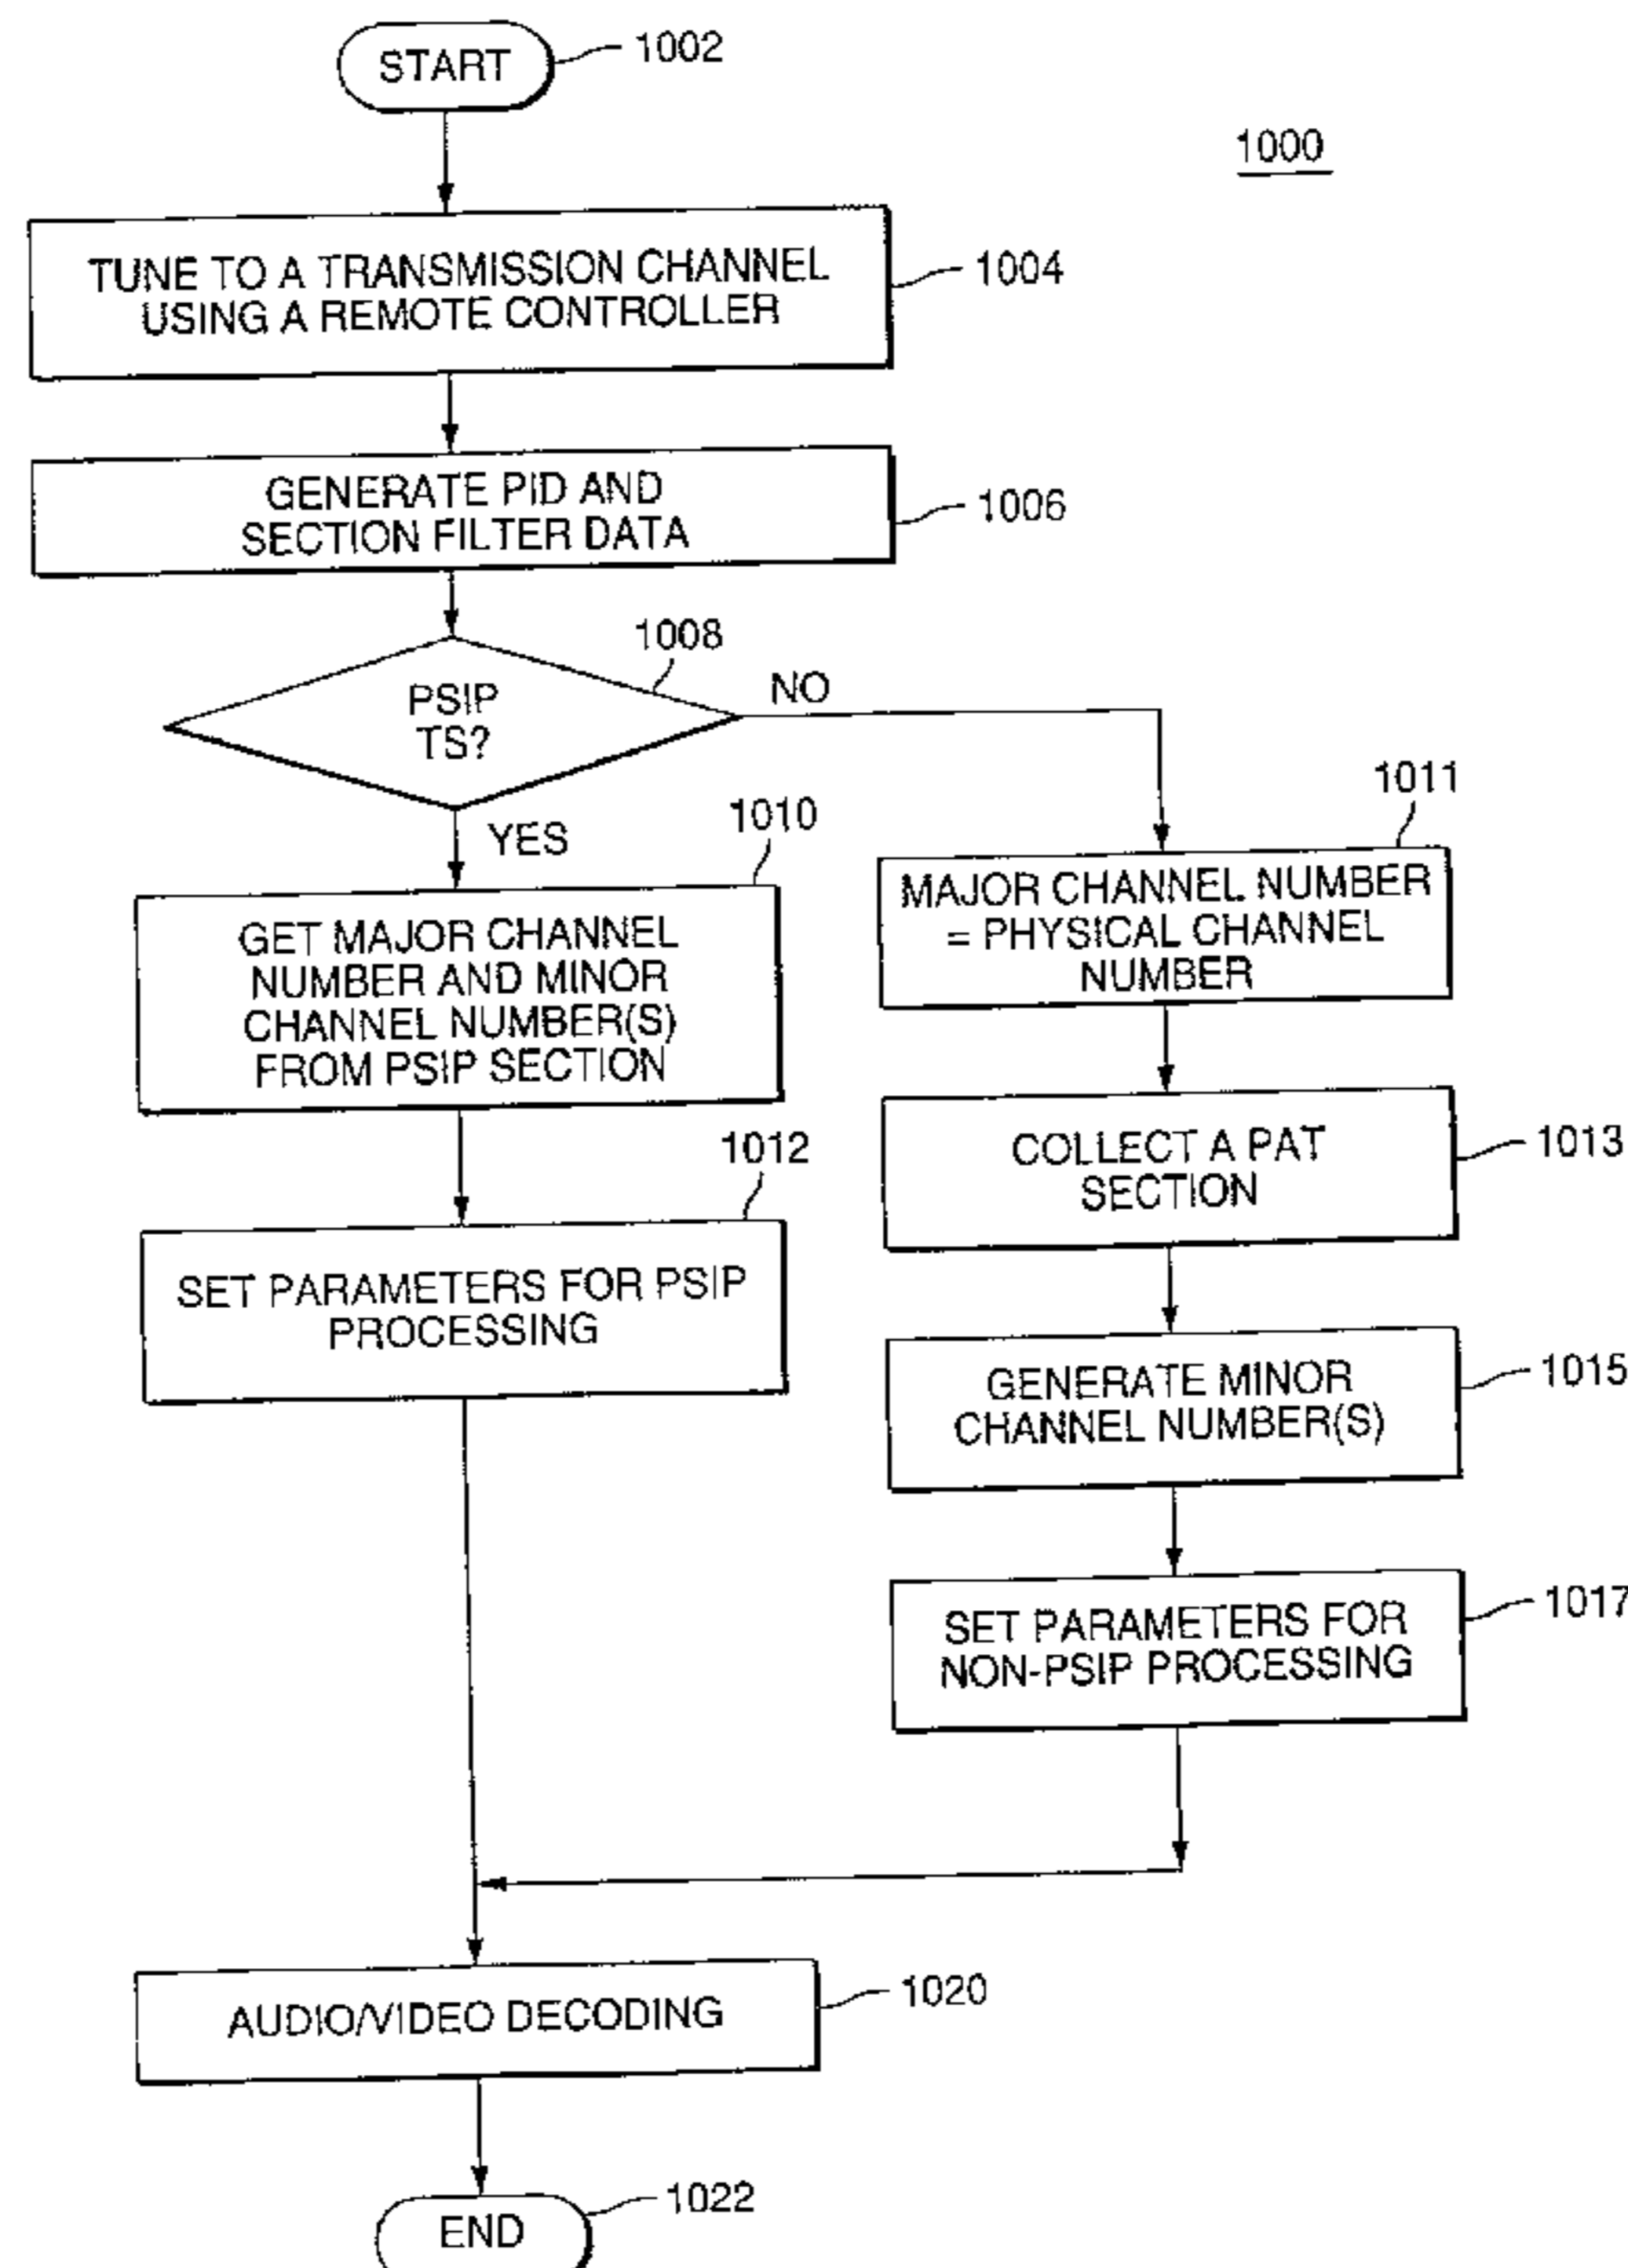 START
1002
1000
TUNE TO A TRANSMISSION CHANNEL
USING A REMOTE CONTROLLER
1004
GENERATE PID AND
SECTION FILTER DATA
1006
1008
PSIP
TS?
NO
YES
1010
GET MAJOR CHANNEL
NUMBER AND MINOR
CHANNEL NUMBER(S)
FROM PSIP SECTION
1012
SET PARAMETERS FOR PSIP
PROCESSING
1011
MAJOR CHANNEL NUMBER
= PHYSICAL CHANNEL
NUMBER
COLLECT A PAT
SECTION
1013
GENERATE MINOR
CHANNEL NUMBER(S)
1015
SET PARAMETERS FOR
NON-PSIP PROCESSING
1017
AUDIO/VIDEO DECODING
1020
END
1022